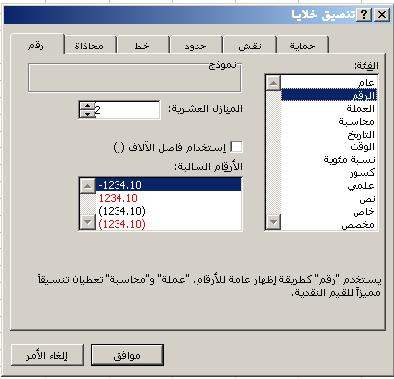 تنسيق خلايا
حماية
نقش
حدود
خط
محاذاة
رقم
الفئة:
عام
الرقم
العملة
محاسبة
التاريخ
الوقت
نسبة مئوية
كسور
علمي
نص
خاص
مخصص
نموذج
المنازل العشرية:
2
إستخدام فاصل الآلاف (,)
الأرقام السالبة:
-1234.10
1234.10
(1234.10)
(1234.10)
يستخدم "رقم" كطريقة إظهار عامة للأرقام. "عملة" و"محاسبة" تعطيان تنسيقاً
مميزاً للقيم النقدية.
موافق
إلغاء الأمر